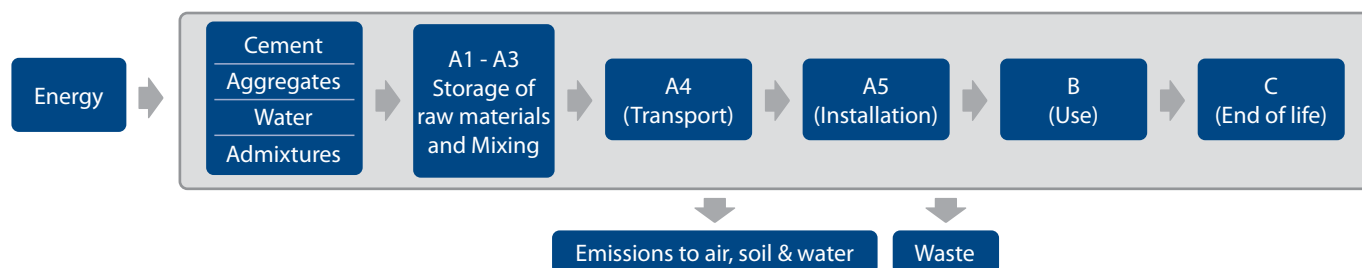 Energy
Cement
Aggregates
Water
Admixtures
A1 - A3
Storage of
raw materials
and Mixing
A4
(Transport)
A5
(Installation)
B
(Use)
C
(End of life)
Emissions to air, soil & water
Waste